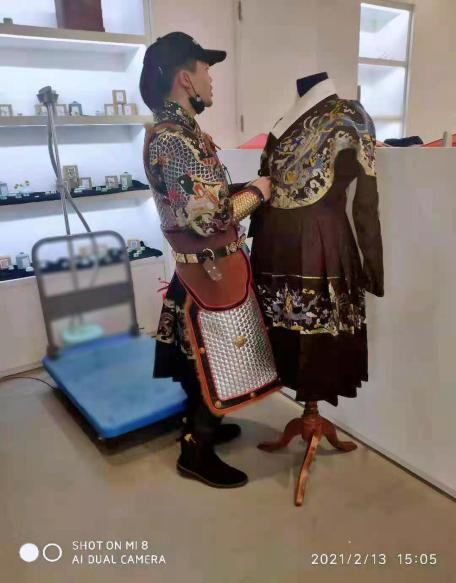 SHOT ON MI 8
AI DUAL CAMERA
2021/2/13 15:05